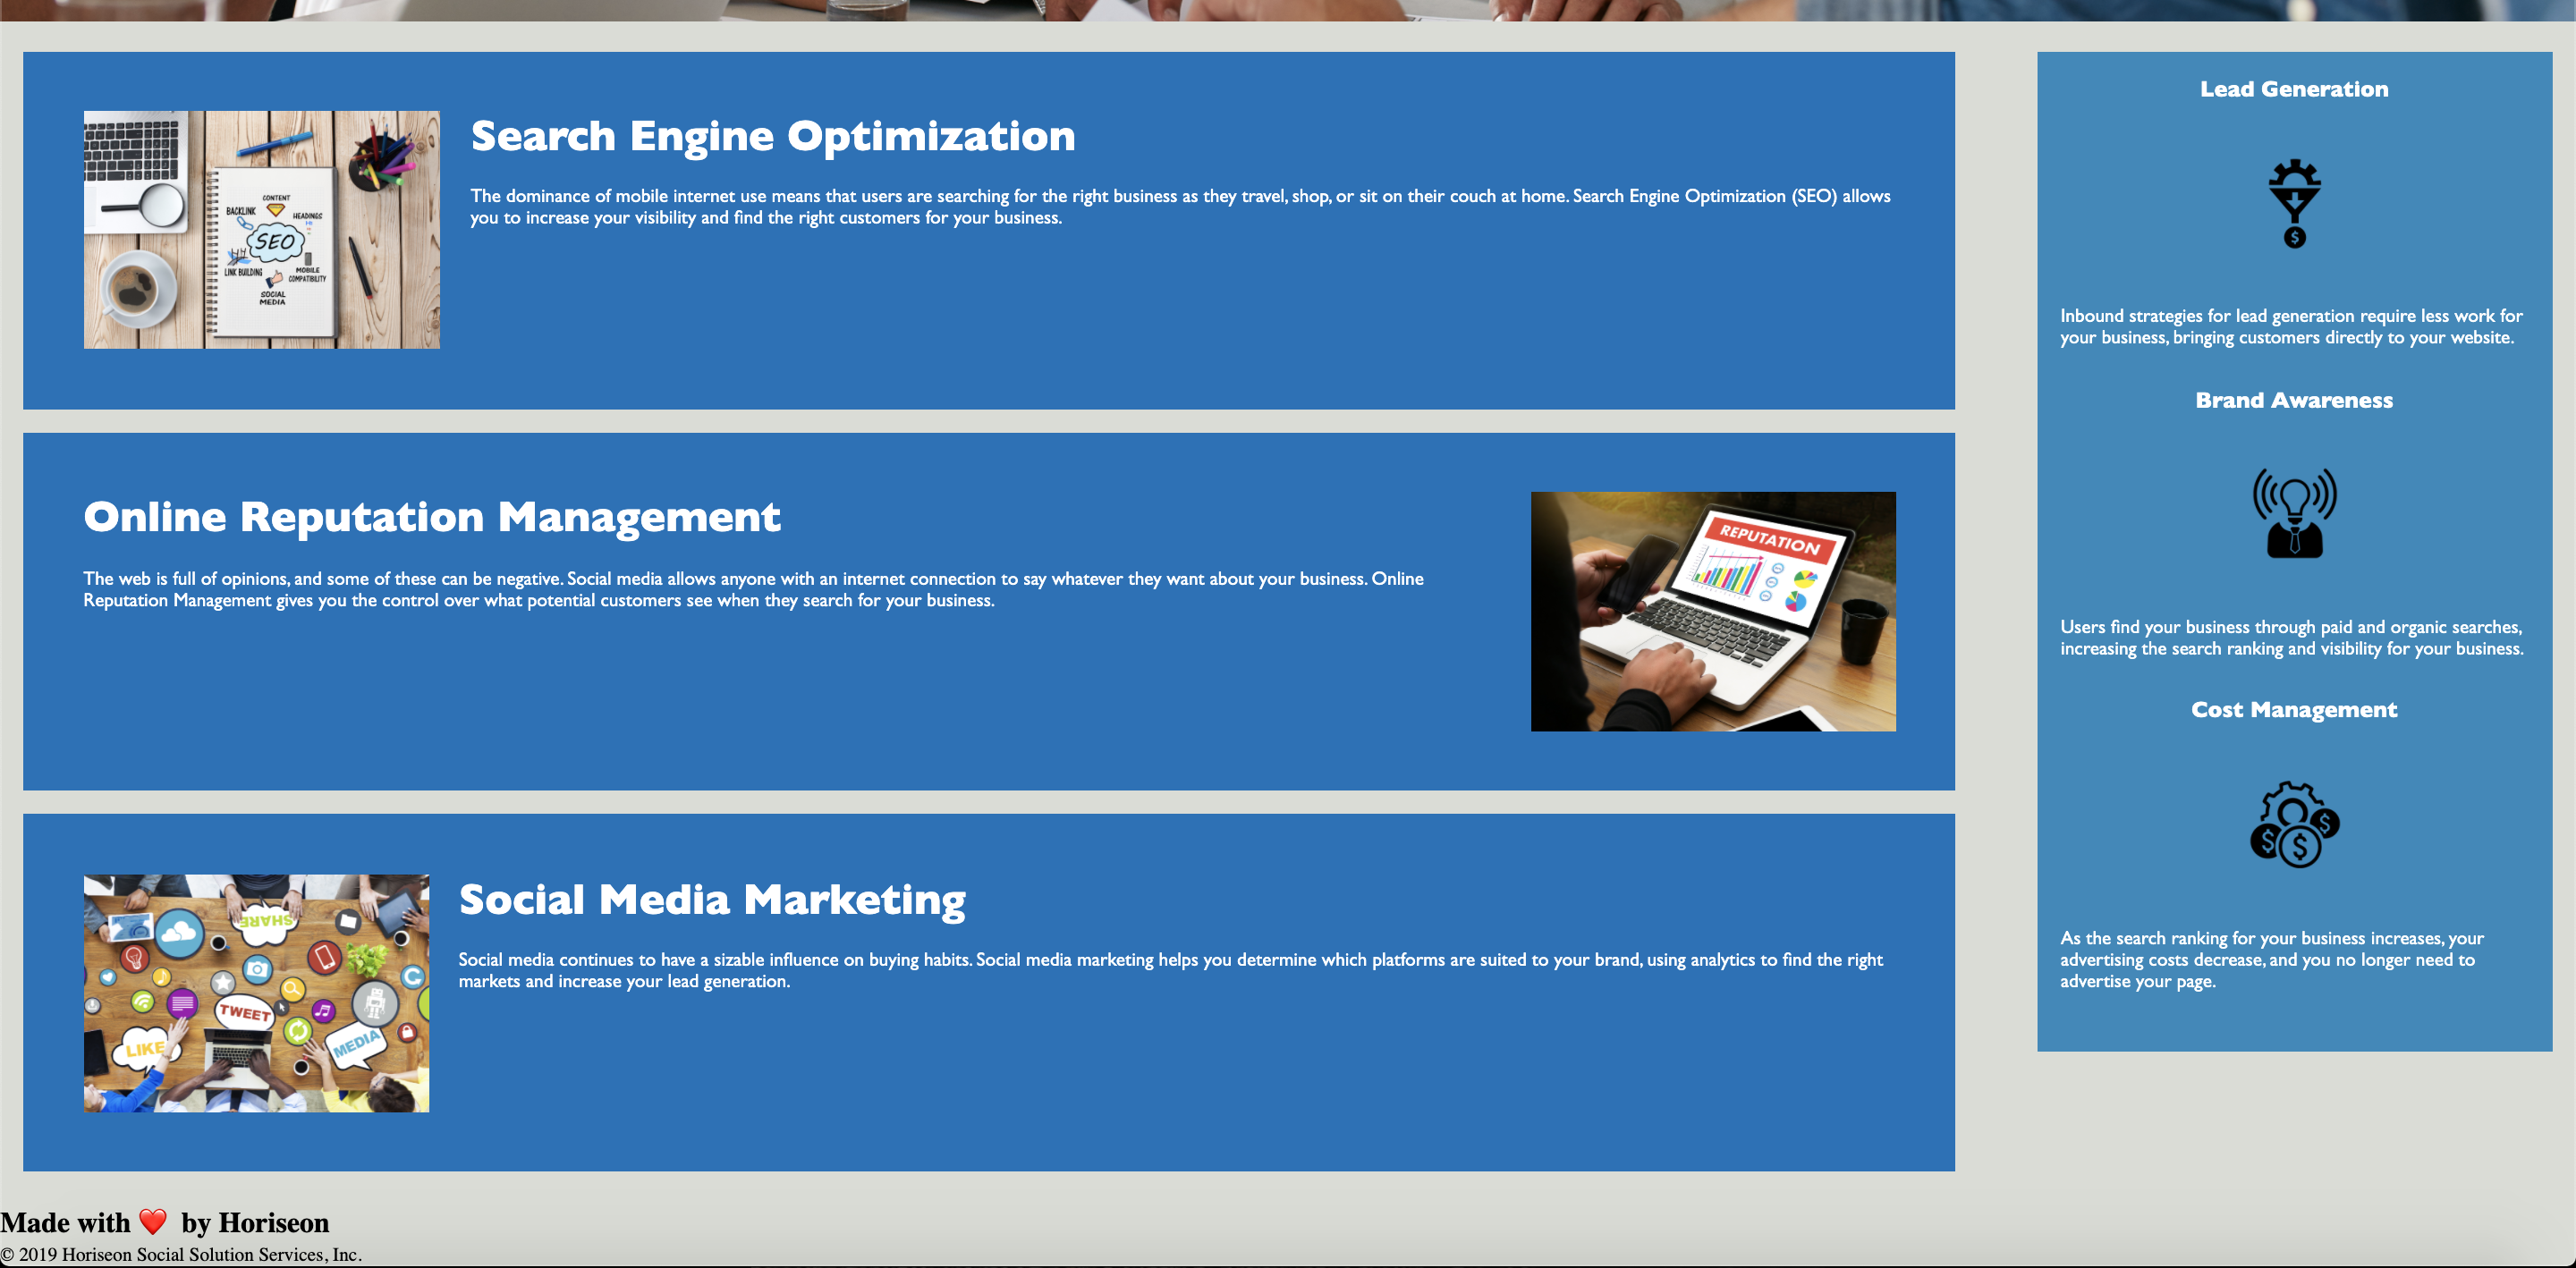 Search Engine Optimization
The dominance of mobile internet use means that users are searching for the right business as they travel, shop, or sit on their couch at home. Search Engine Optimization (SEO) allows
you to increase your visibility and find the right customers for your business.
CONTENT
BACKLINK
HEADINGS
SEO
LINK BUILDING
MOBILE
COMPATIBILITY
SOCIAL
MEDIA
Online Reputation Management
The web is full of opinions, and some of these can be negative. Social media allows anyone with an internet connection to say whatever they want about your business. Online
Reputation Management gives you the control over what potential customers see when they search for your business.
REPUTATION
Social Media Marketing
Social media continues to have a sizable influence on buying habits. Social media marketing helps you determine which platforms are suited to your brand, using analytics to find the right
markets and increase your lead generation.
SHARE
TWEET
LIKE
MEDIA
Lead Generation
$
Inbound strategies for lead generation require less work for
your business, bringing customers directly to your website.
Brand Awareness
Users find your business through paid and organic searches,
increasing the search ranking and visibility for your business.
Cost Management
$ $ $
As the search ranking for your business increases, your
advertising costs decrease, and you no longer need to
advertise your page.
Made with ❤️ by Horiseon
© 2019 Horiseon Social Solution Services, Inc.